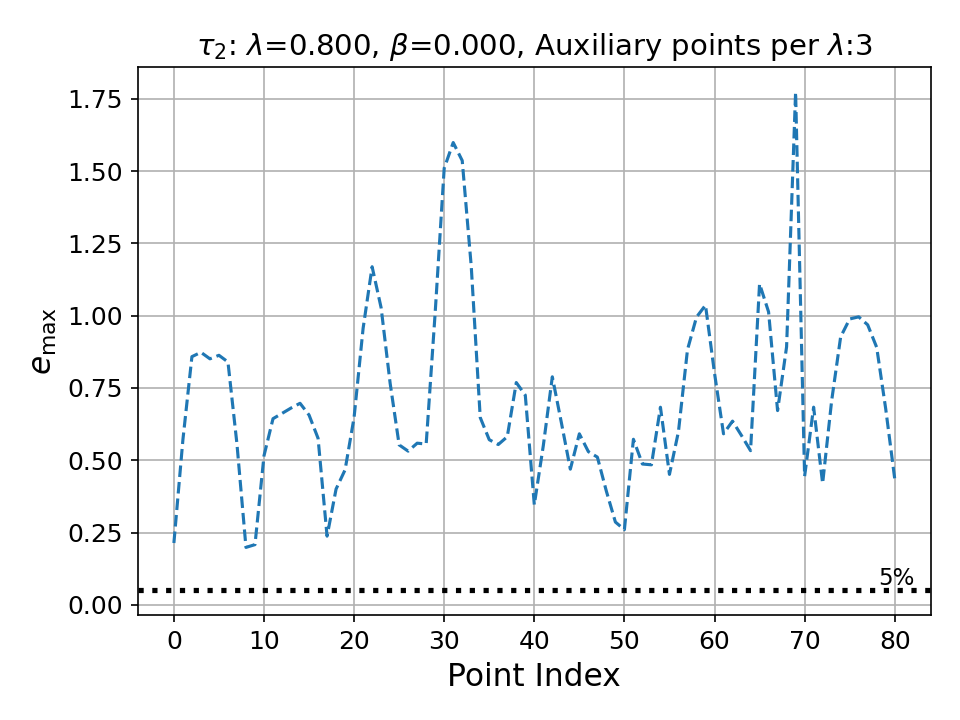 τ₂: λ=0.800, β=0.000, Auxiliary points per λ:3
1.75
1.50
1.25
1.00
0.75
0.50
0.25
0.00
e_max
5%
0 10 20 30 40 50 60 70 80
Point Index